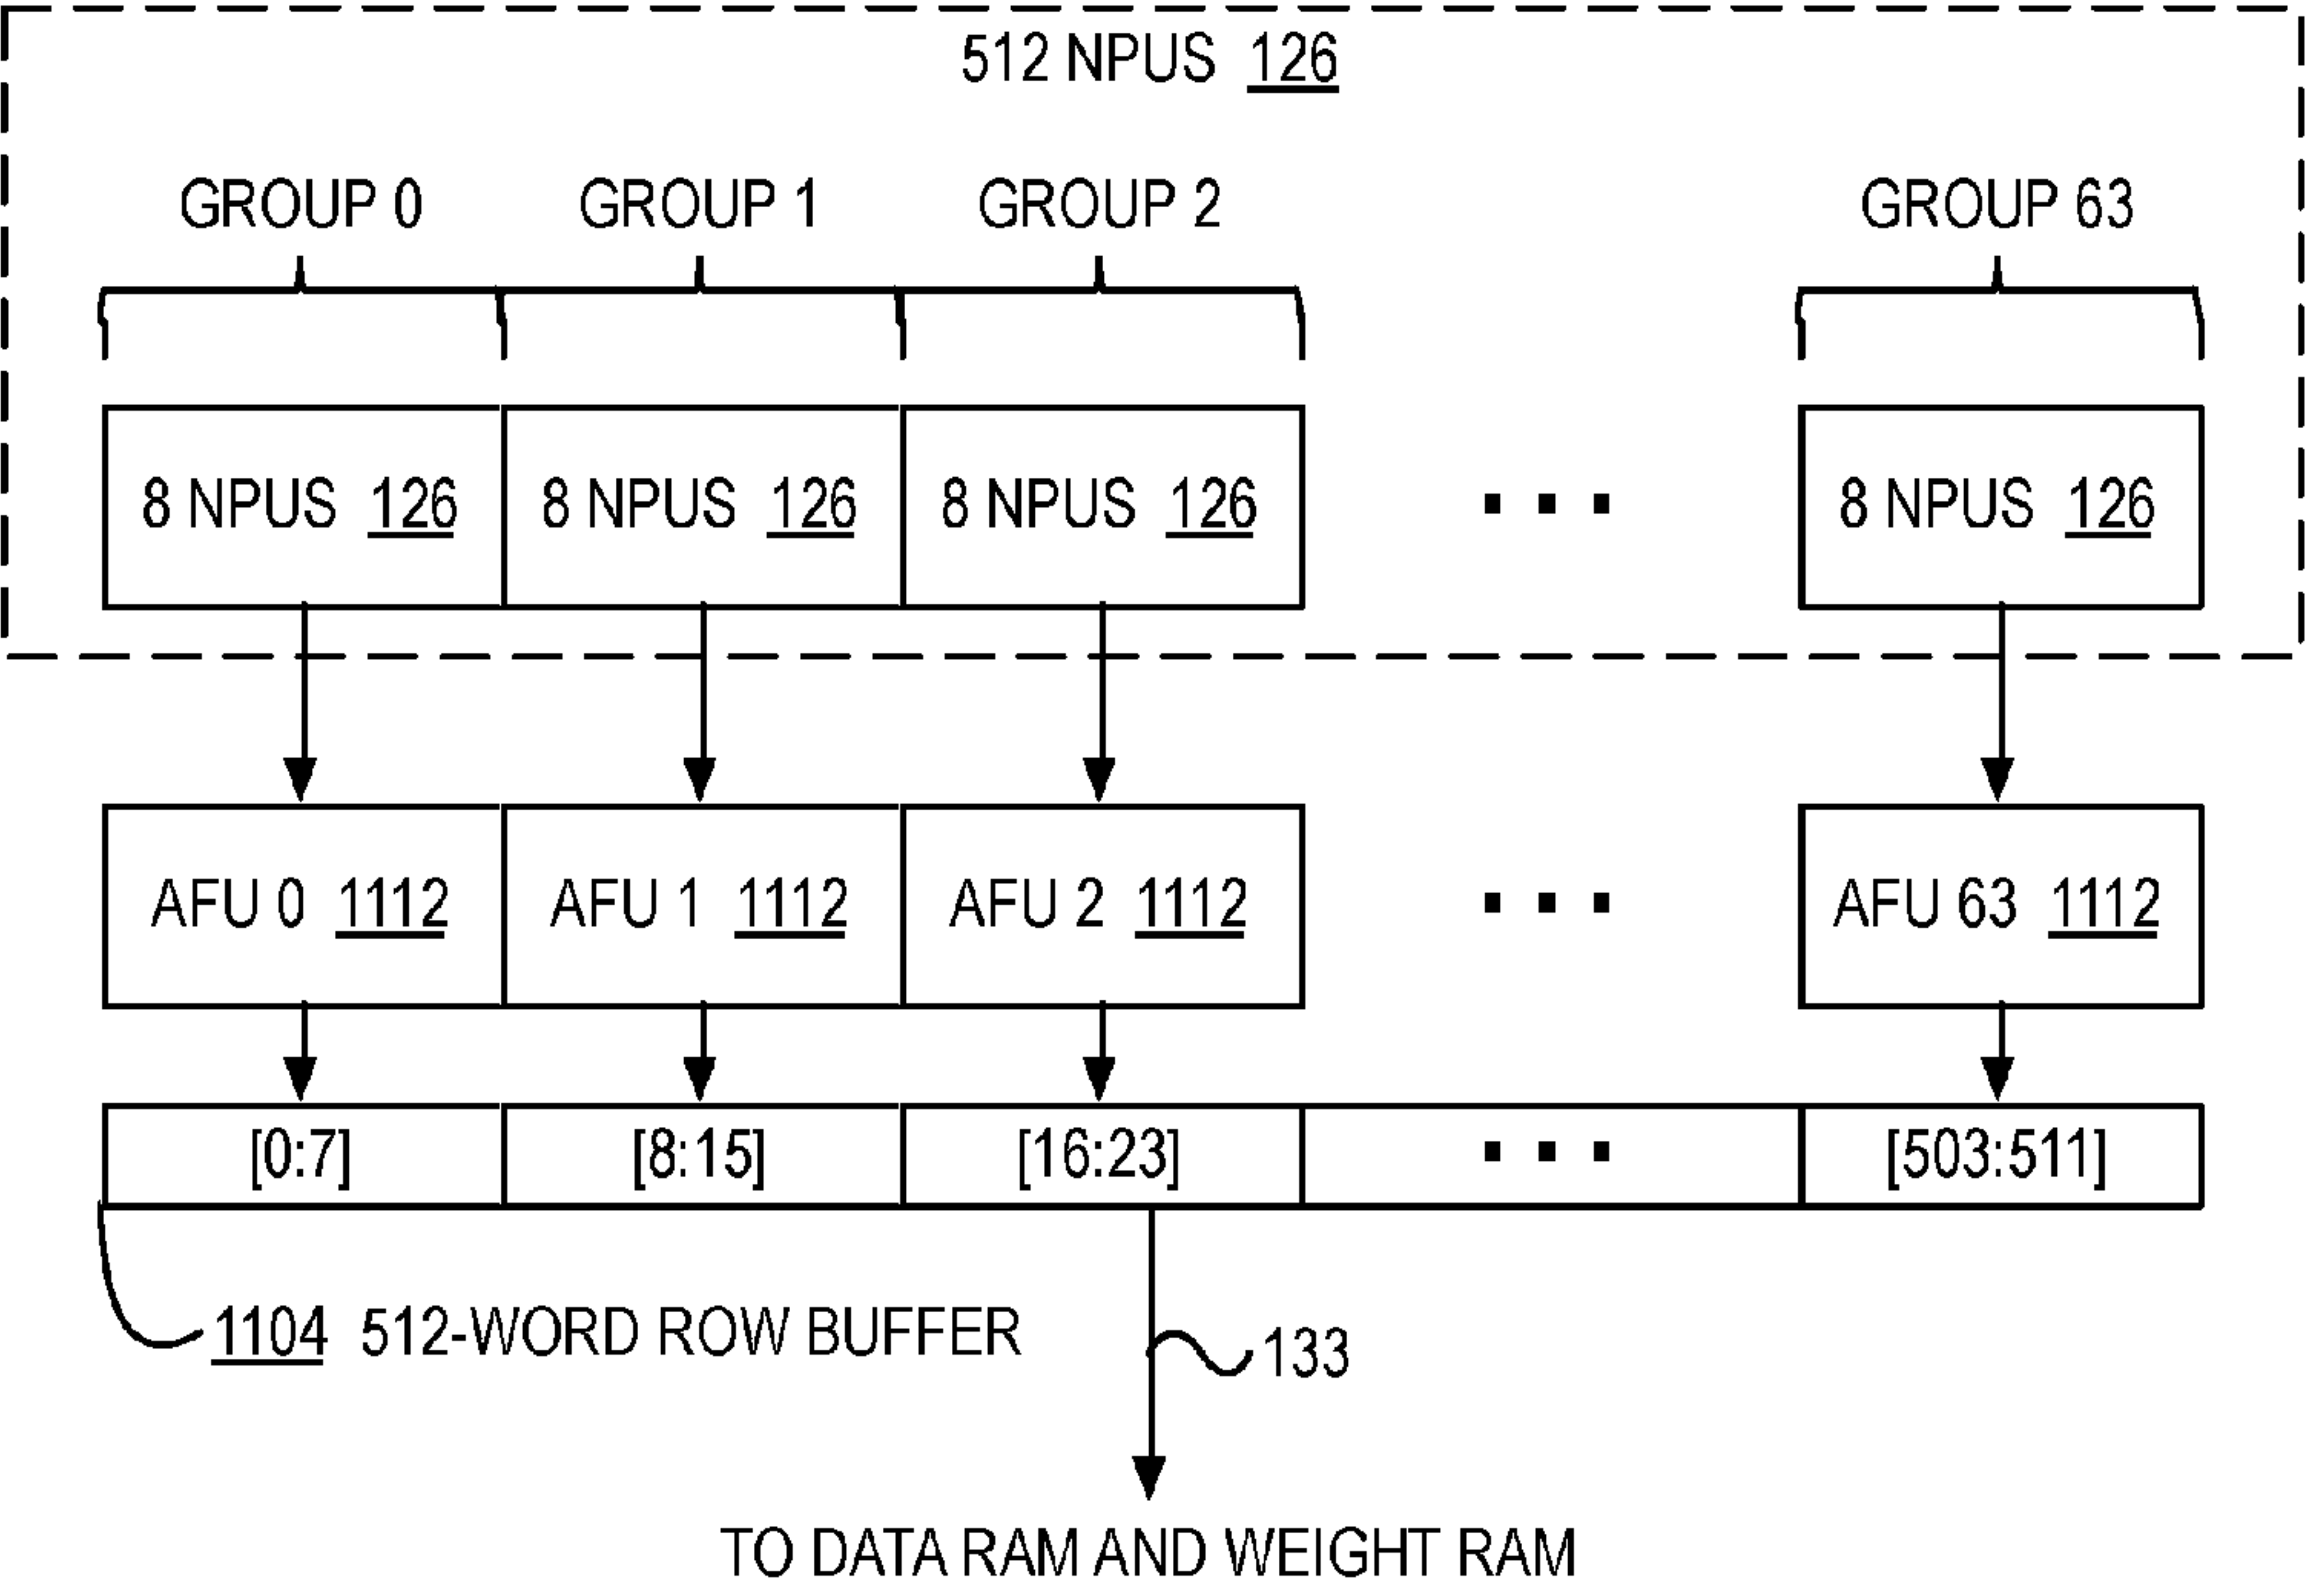 512 NPUS 126
GROUP 0 GROUP 1 GROUP 2 GROUP 63
8 NPUS 126 8 NPUS 126 8 NPUS 126 ... 8 NPUS 126
AFU 0 1112 AFU 1 1112 AFU 2 1112 ... AFU 63 1112
[0:7] [8:15] [16:23] ... [503:511]
1104 512-WORD ROW BUFFER
133
TO DATA RAM AND WEIGHT RAM